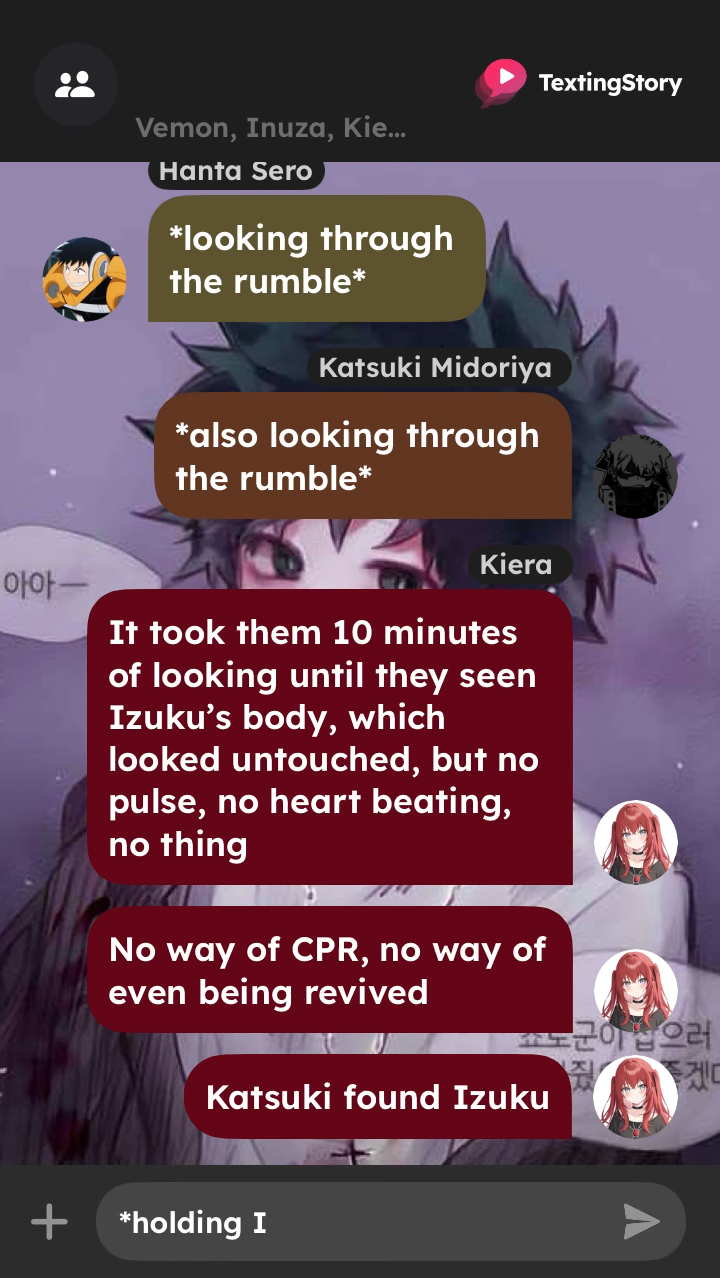 TextingStory
Vemon, Inuza, Kie...
Hanta Sero
*looking through
the rumble*
Katsuki Midoriya
*also looking through
the rumble*
아아—
Kiera
It took them 10 minutes
of looking until they seen
Izuku's body, which
looked untouched, but no
pulse, no heart beating,
no thing
No way of CPR, no way of
even being revived
Katsuki found Izuku
*holding I